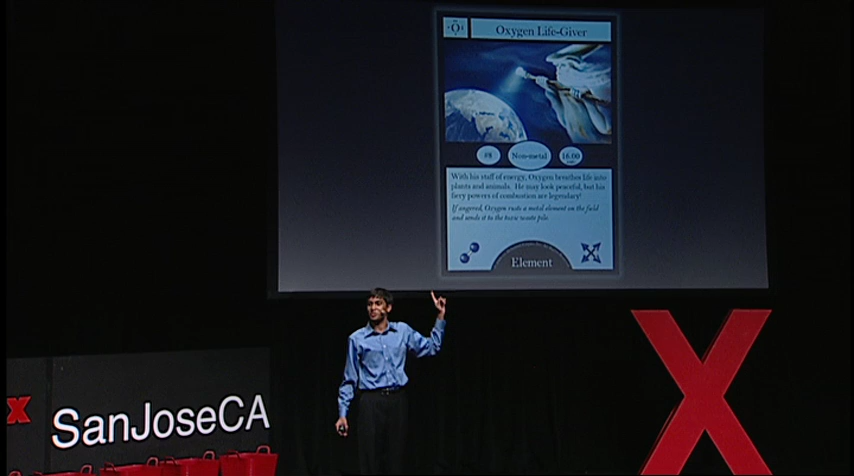 O
Oxygen Life-Giver
#8
Non-metal
16.00
With his staff of energy, Oxygen breathes life into
plants and animals. He may look peaceful, but his
fiery powers of combustion are legendary!
If angered, Oxygen rusts a metal element on the field
and sends it to the toxic waste pile.
Element
x
SanJoseCA
X